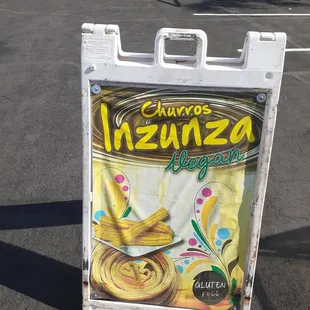 Churros
Inzunza
Vegan
GLUTEN
FREE